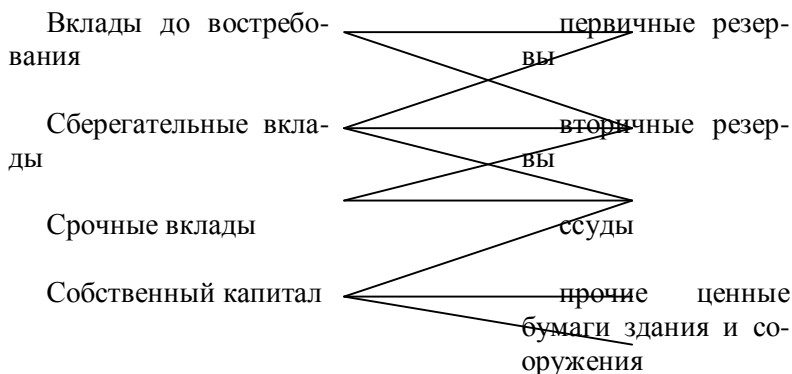 Вклады до востребо-
вания
первичные резер-
вы
Сберегательные вкла-
ды
вторичные резер-
вы
Срочные вклады
ссуды
Собственный капитал
прочие ценные
бумаги здания и со-
оружения